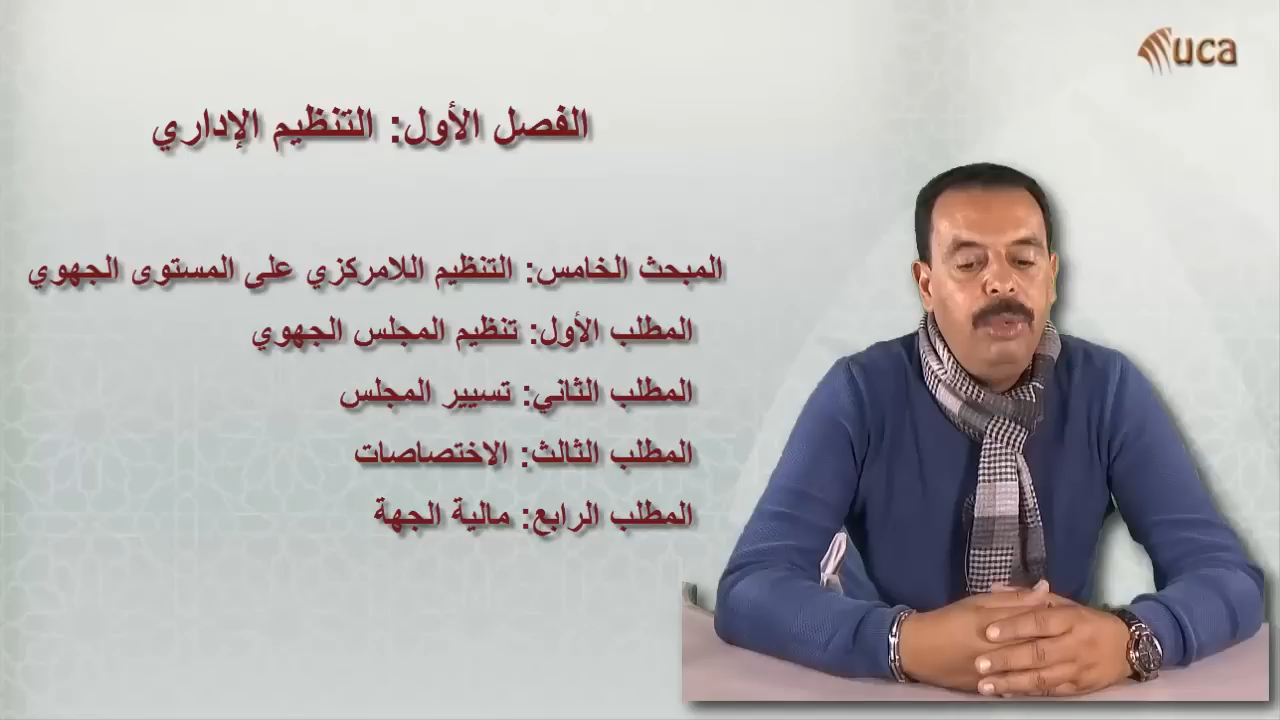 uca
الفصل الأول: التنظيم الإداري
المبحث الخامس: التنظيم اللامركزي على المستوى الجهوي
المطلب الأول: تنظيم المجلس الجهوي
المطلب الثاني: تسيير المجلس
المطلب الثالث: الاختصاصات
المطلب الرابع: مالية الجهة